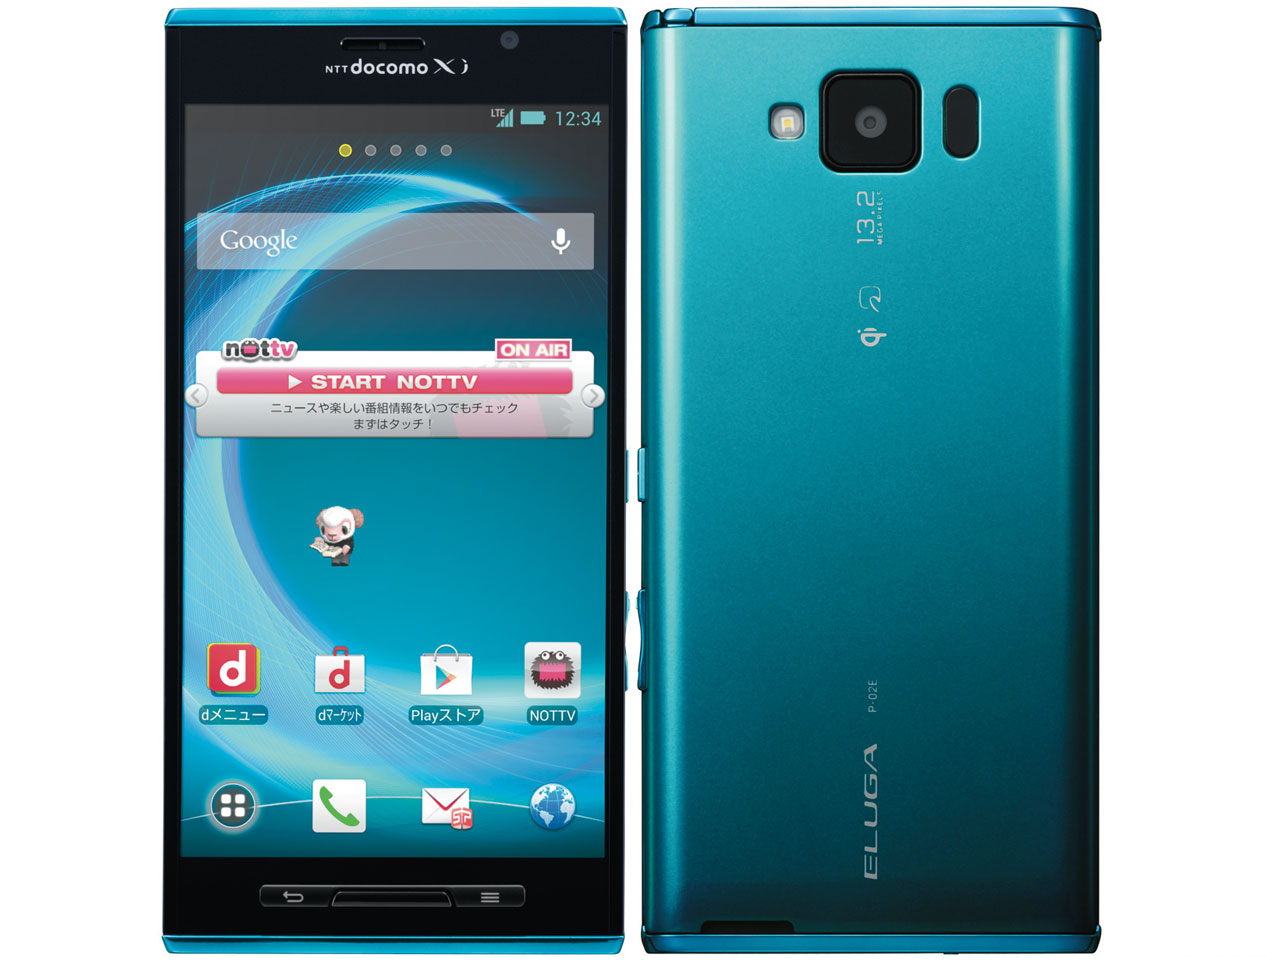 NTT docomo Xi
LTE 12:34
Google
nottv
ON AIR
START NOTTV
ニュースや楽しい番組情報をいつでもチェック
まずはタッチ！
d
d
dメニュー
dマーケット
Playストア
NOTTV
SP
13.2
MEGA PIXELS
Qi
P-02E
ELUGA